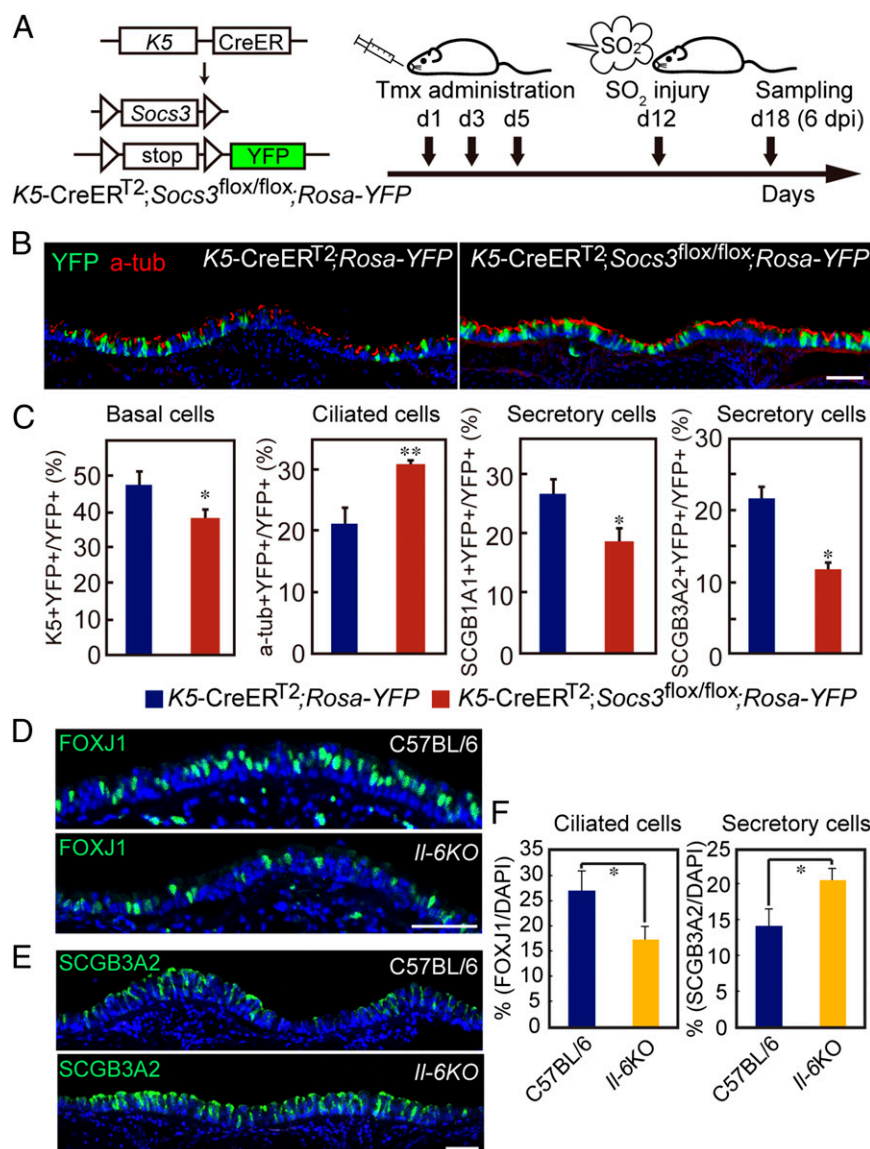 A
K5 CreER
Socs3
stop YFP
K5-CreERT2;Socs3flox/flox;Rosa-YFP
SO2
Tmx administration SO2 injury Sampling
d1 d3 d5 d12 d18 (6 dpi)
Days
B
YFP a-tub K5-CreERT2;Rosa-YFP K5-CreERT2;Socs3flox/flox;Rosa-YFP
C
Basal cells
K5+YFP+/YFP+ (%)
50
40
30
20
10
0
*
Ciliated cells
a-tub+YFP+/YFP+ (%)
30
20
10
0
**
Secretory cells
SCGB1A1+YFP+/YFP+ (%)
30
20
10
0
*
Secretory cells
SCGB3A2+YFP+/YFP+ (%)
30
20
10
0
*
K5-CreERT2;Rosa-YFP K5-CreERT2;Socs3flox/flox;Rosa-YFP
D
FOXJ1 C57BL/6
FOXJ1 Il-6KO
E
SCGB3A2 C57BL/6
SCGB3A2 Il-6KO
F
Ciliated cells
% (FOXJ1/DAPI)
35
30
25
20
15
10
5
0
*
C57BL/6 Il-6KO
Secretory cells
% (SCGB3A2/DAPI)
25
20
15
10
5
0
*
C57BL/6 Il-6KO